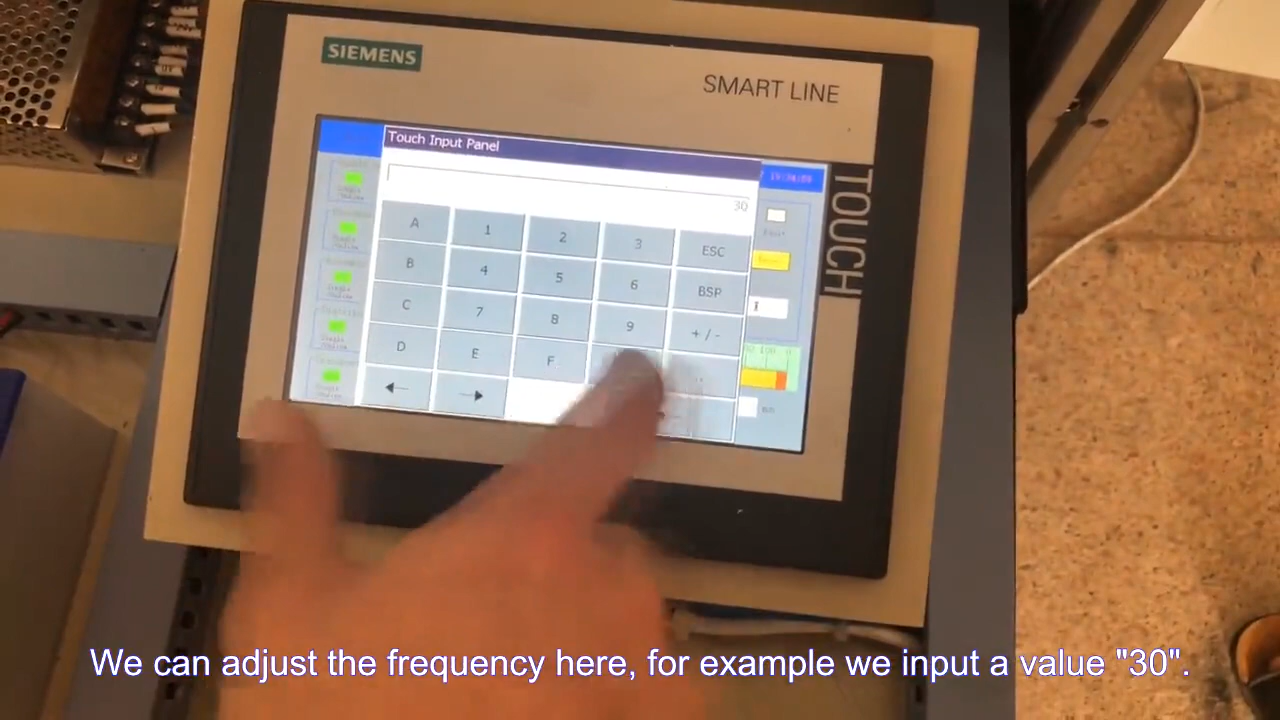 SIEMENS
SMART LINE
TOUCH
Touch Input Panel
30
A 1 2 3 ESC
B 4 5 6 BSP
C 7 8 9 +/-
D E F
← →
We can adjust the frequency here, for example we input a value "30".